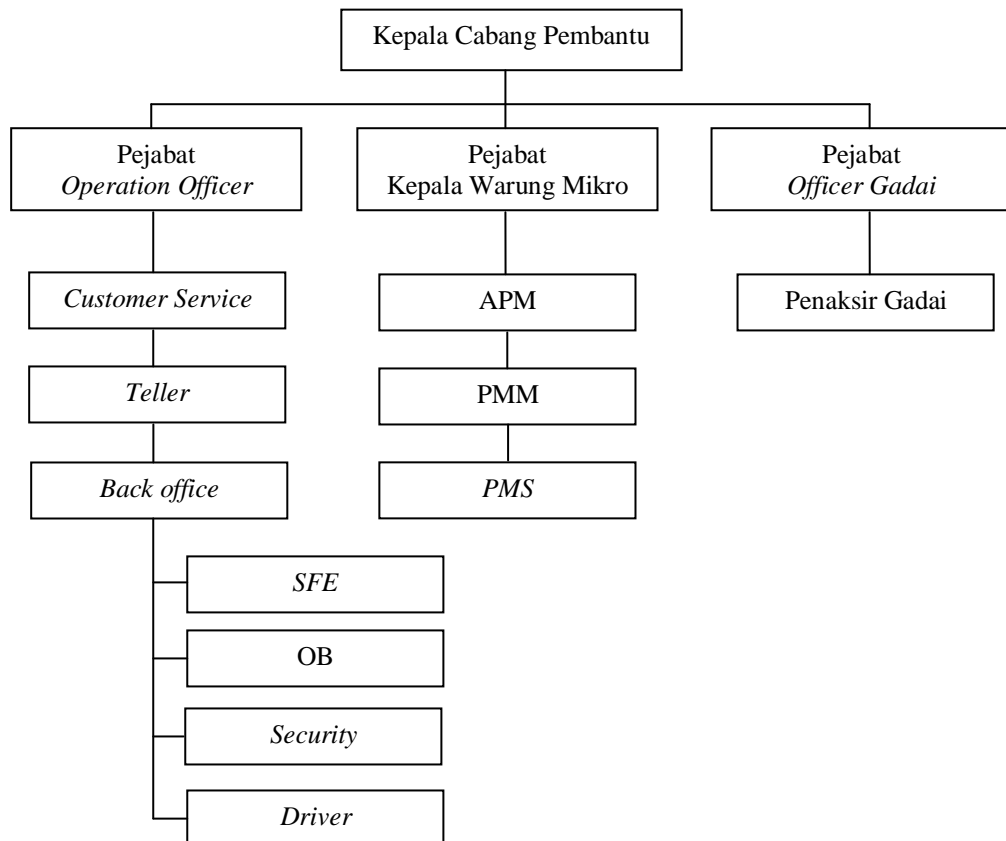 Kepala Cabang Pembantu
Pejabat
Operation Officer
Pejabat
Kepala Warung Mikro
Pejabat
Officer Gadai
Customer Service
APM
Penaksir Gadai
Teller
PMM
Back office
PMS
SFE
OB
Security
Driver